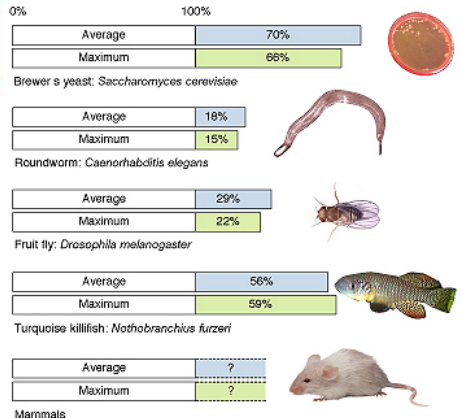 0% 100%
Average 70%
Maximum 66%
Brewer s yeast: Saccharomyces cerevisiae
Average 18%
Maximum 15%
Roundworm: Caenorhabditis elegans
Average 29%
Maximum 22%
Fruit fly: Drosophila melanogaster
Average 56%
Maximum 59%
Turquoise killifish: Nothobranchius furzeri
Average ?
Maximum ?
Mammals